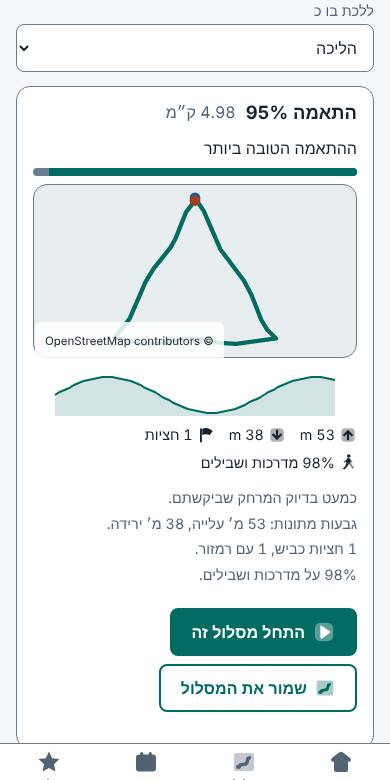 ללכת בו כ
הליכה
התאמה 95% 4.98 ק״מ
ההתאמה הטובה ביותר
OpenStreetMap contributors ©
53 m 38 m 1 חציות
98% מדרכות ושבילים
כמעט בדיוק המרחק שביקשתם.
גבעות מתונות: 53 מ׳ עלייה, 38 מ׳ ירידה.
1 חציות כביש, 1 עם רמזור.
98% על מדרכות ושבילים.
התחל מסלול זה
שמור את המסלול